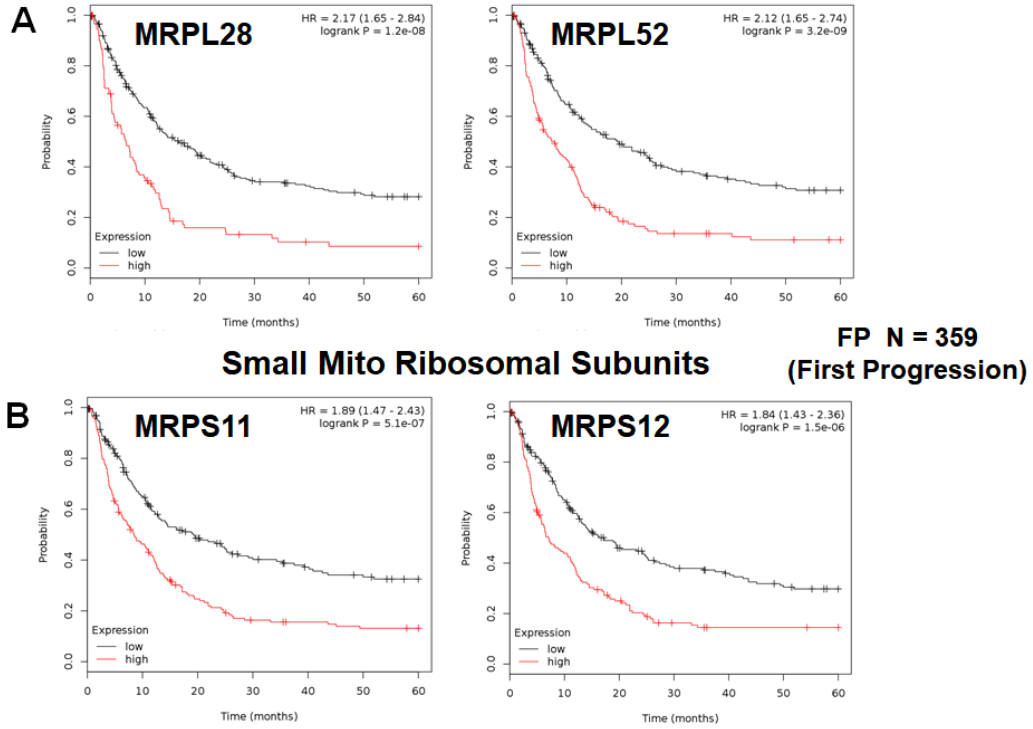 A
MRPL28
HR = 2.17 (1.65 - 2.84)
logrank P = 1.2e-08
Probability
1.0
0.8
0.6
0.4
0.2
0.0
Expression
low
high
0 10 20 30 40 50 60
Time (months)
MRPL52
HR = 2.12 (1.65 - 2.74)
logrank P = 3.2e-09
Probability
1.0
0.8
0.6
0.4
0.2
0.0
Expression
low
high
0 10 20 30 40 50 60
Time (months)
Small Mito Ribosomal Subunits
FP N = 359
(First Progression)
B
MRPS11
HR = 1.89 (1.47 - 2.43)
logrank P = 5.1e-07
Probability
1.0
0.8
0.6
0.4
0.2
0.0
Expression
low
high
0 10 20 30 40 50 60
Time (months)
MRPS12
HR = 1.84 (1.43 - 2.36)
logrank P = 1.5e-06
Probability
1.0
0.8
0.6
0.4
0.2
0.0
Expression
low
high
0 10 20 30 40 50 60
Time (months)